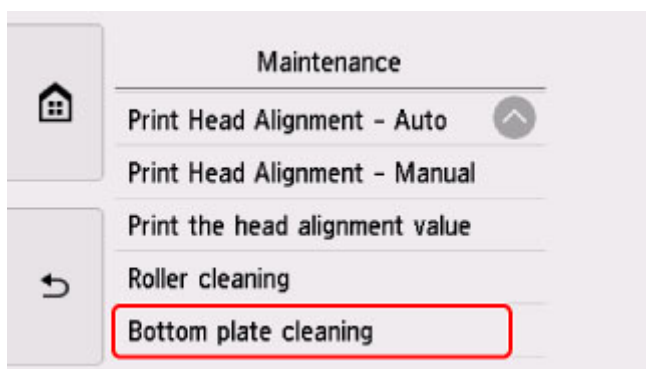 Maintenance
Print Head Alignment - Auto
Print Head Alignment - Manual
Print the head alignment value
Roller cleaning
Bottom plate cleaning